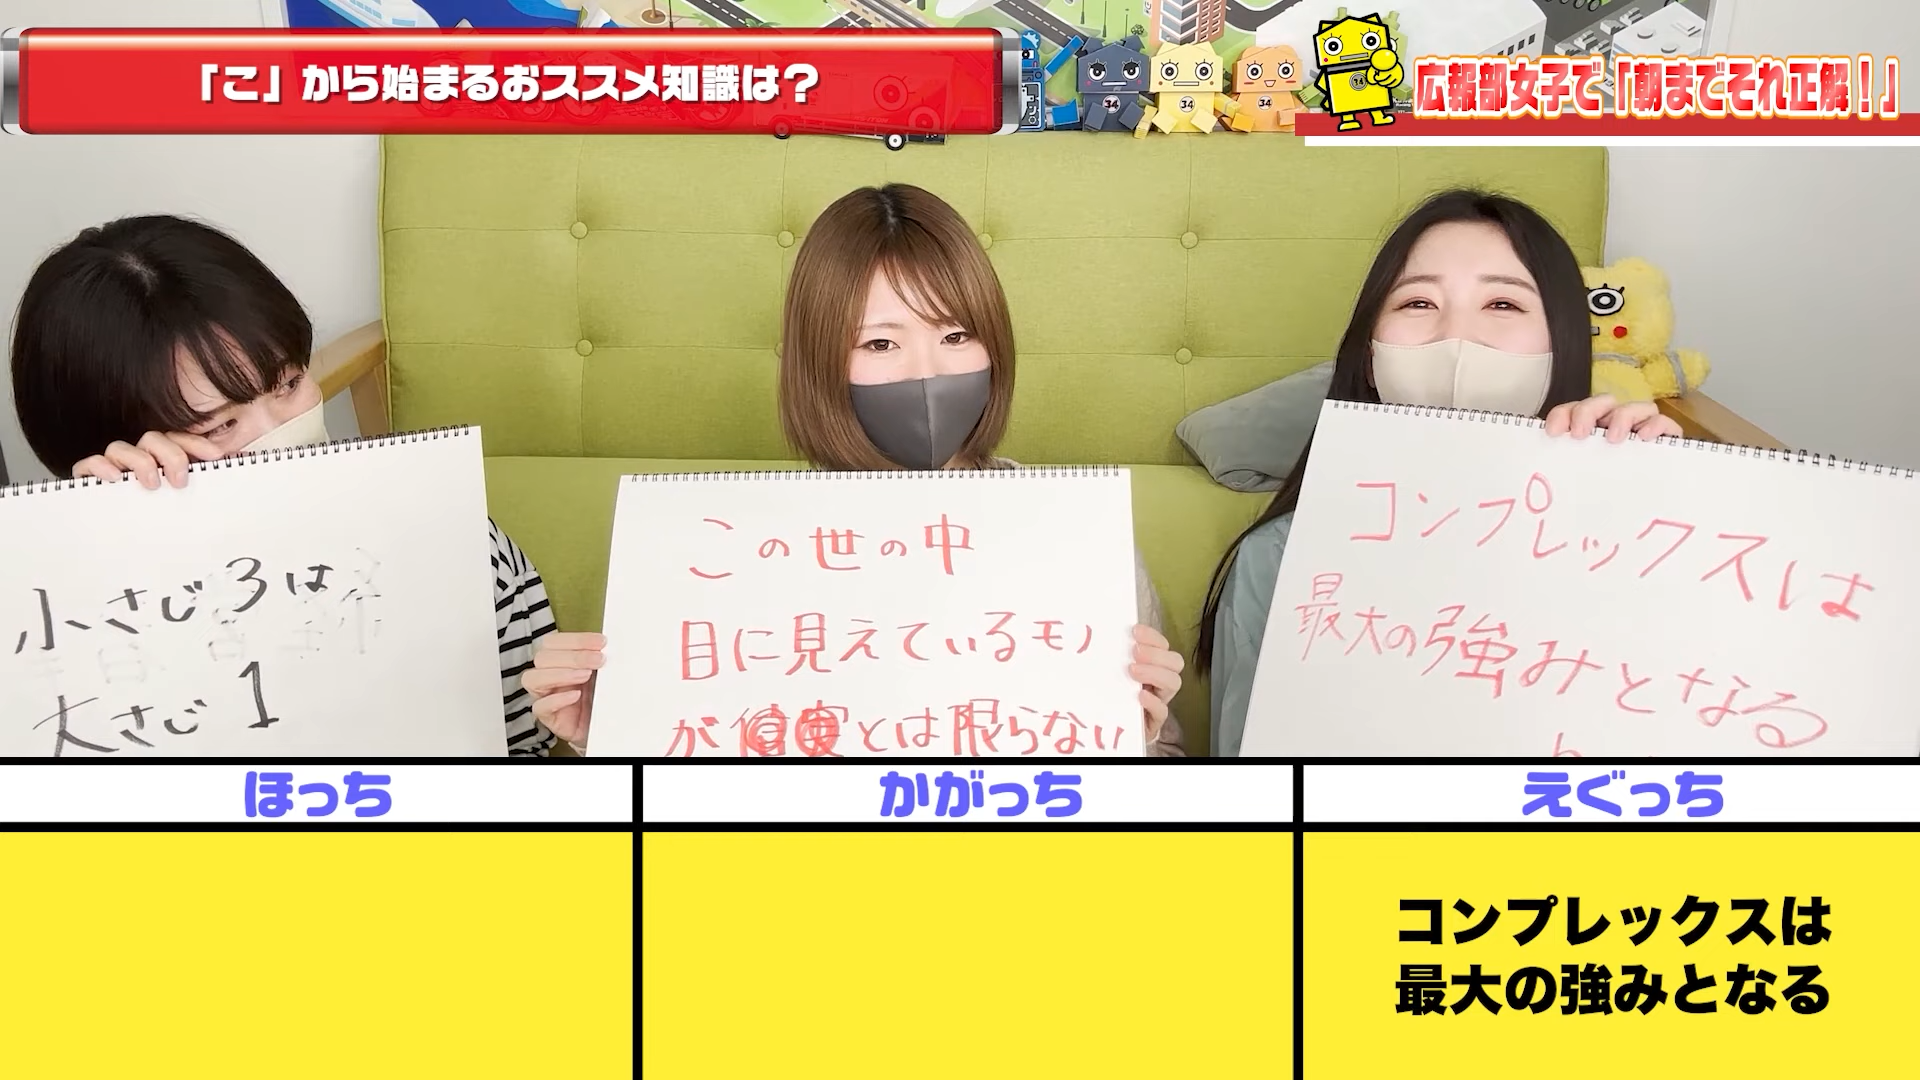 「こ」から始まるおススメ知識は？
広報部女子で「朝までそれ正解！」
34
34
34
34
小さじ3は
大さじ1
この世の中
目に見えているモノ
が真実とは限らない
コンプレックスは
最大の強みとなる
ほっち
かがっち
えぐっち
コンプレックスは
最大の強みとなる